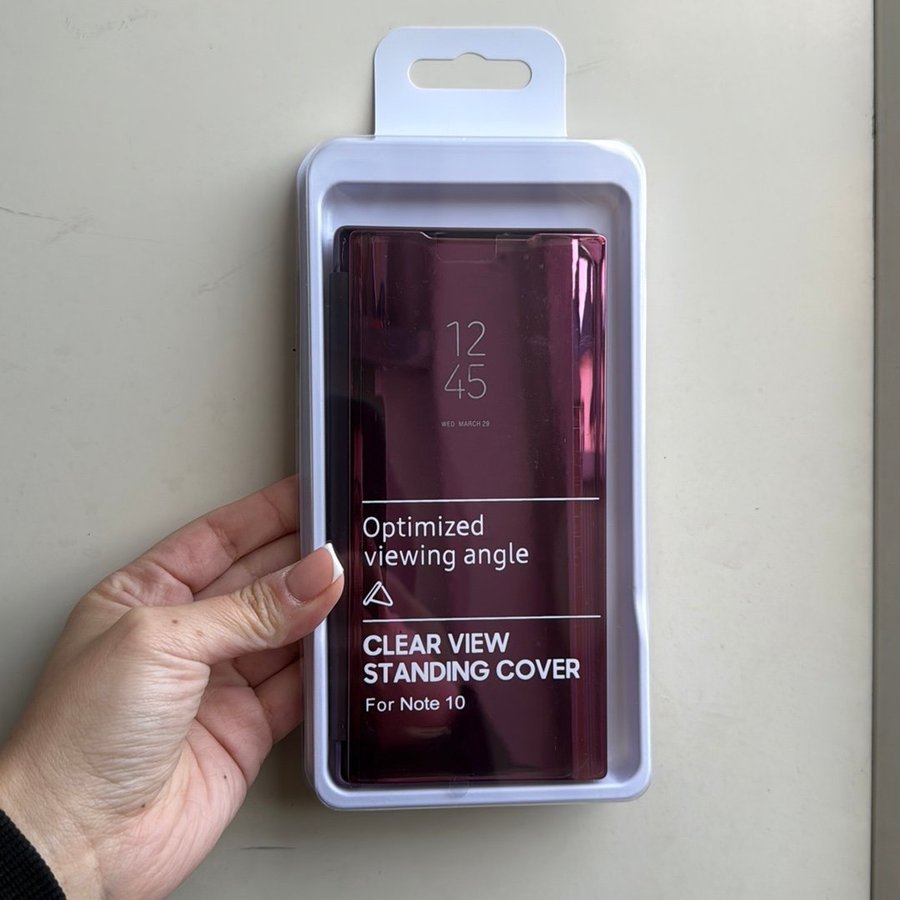 12
45
WED MARCH 29
Optimized
viewing angle
CLEAR VIEW
STANDING COVER
For Note 10